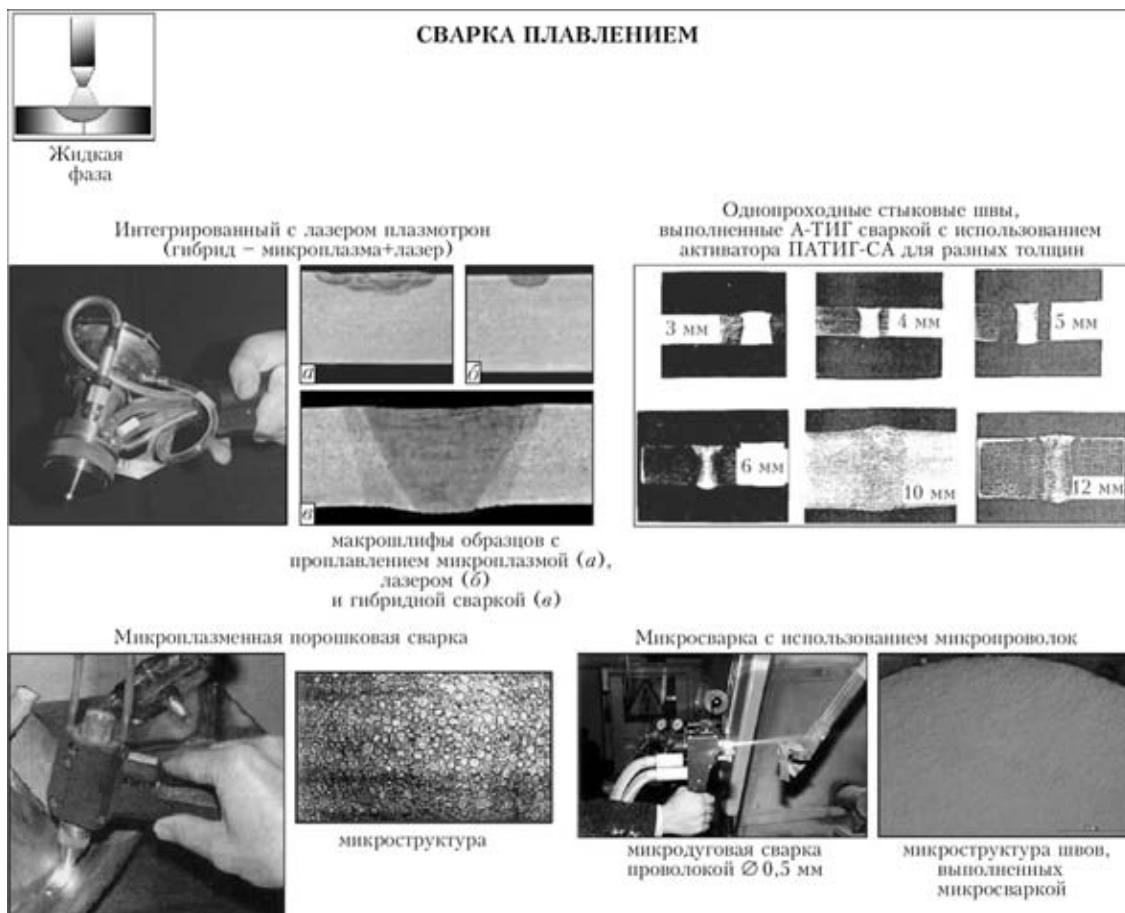 СВАРКА ПЛАВЛЕНИЕМ
Жидкая
фаза
Интегрированный с лазером плазмотрон
(гибрид – микроплазма+лазер)
а
б
в
макрошлифы образцов с
проплавлением микроплазмой (а),
лазером (б)
и гибридной сваркой (в)
Однопроходные стыковые швы,
выполненные А-ТИГ сваркой с использованием
активатора ПАТИГ-СА для разных толщин
3 мм
4 мм
5 мм
6 мм
10 мм
12 мм
Микроплазменная порошковая сварка
микроструктура
Микросварка с использованием микропроволок
микродуговая сварка
проволокой ∅ 0,5 мм
микроструктура швов,
выполненных
микросваркой